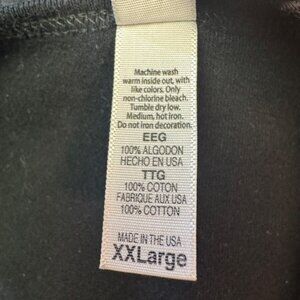 Machine wash
warm inside out, with
like colors. Only
non-chlorine bleach.
Tumble dry low.
Medium, hot iron.
Do not iron decoration.
EEG
100% ALGODON
HECHO EN USA
TTG
100% COTON
FABRIQUE AUX USA
100% COTTON
MADE IN THE USA
XXLarge